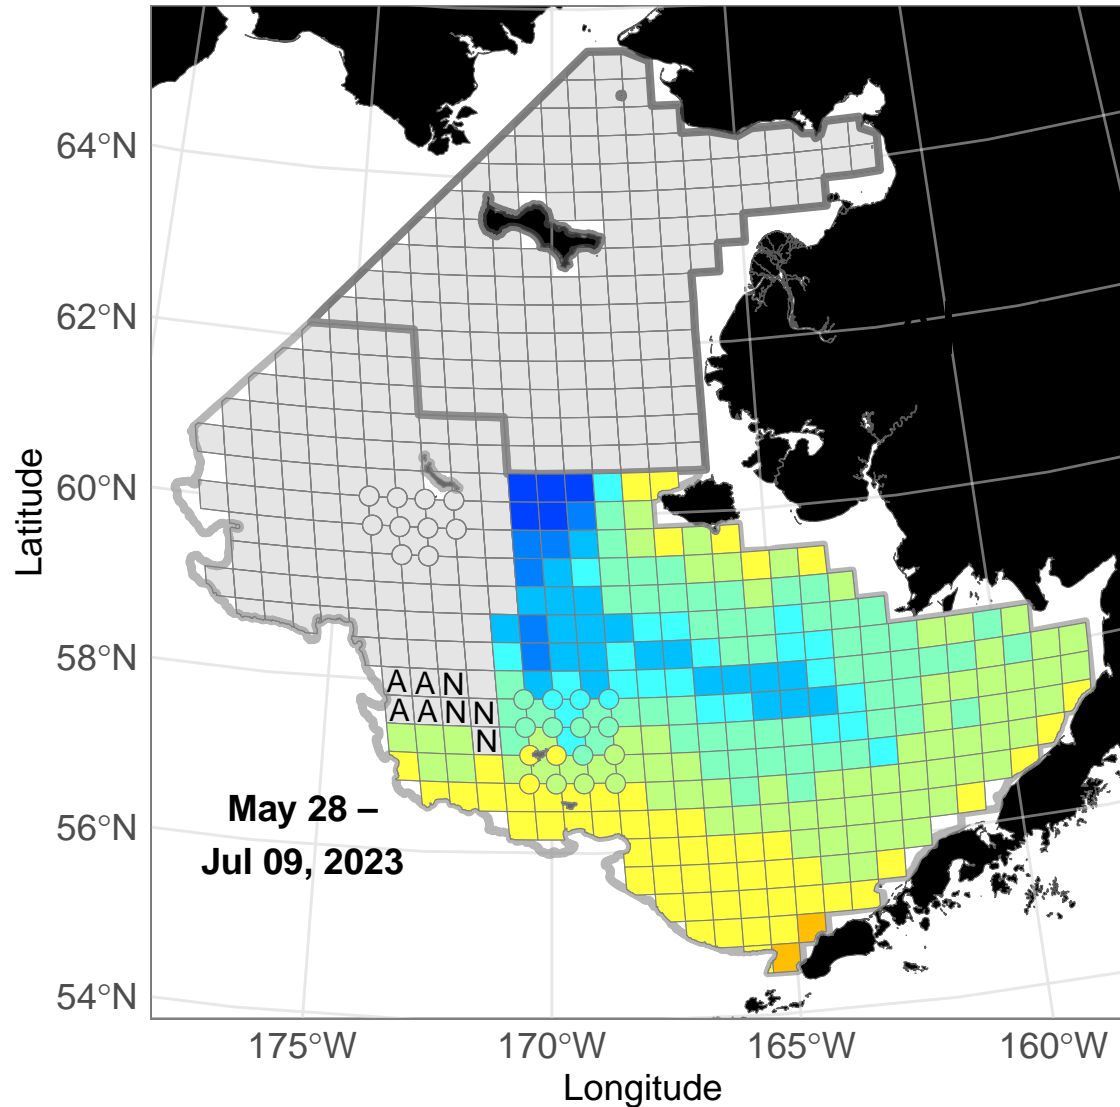 64°N
62°N
60°N
58°N
56°N
54°N
Latitude
A A N
A A N N
N
May 28 –
Jul 09, 2023
175°W 170°W 165°W 160°W
Longitude